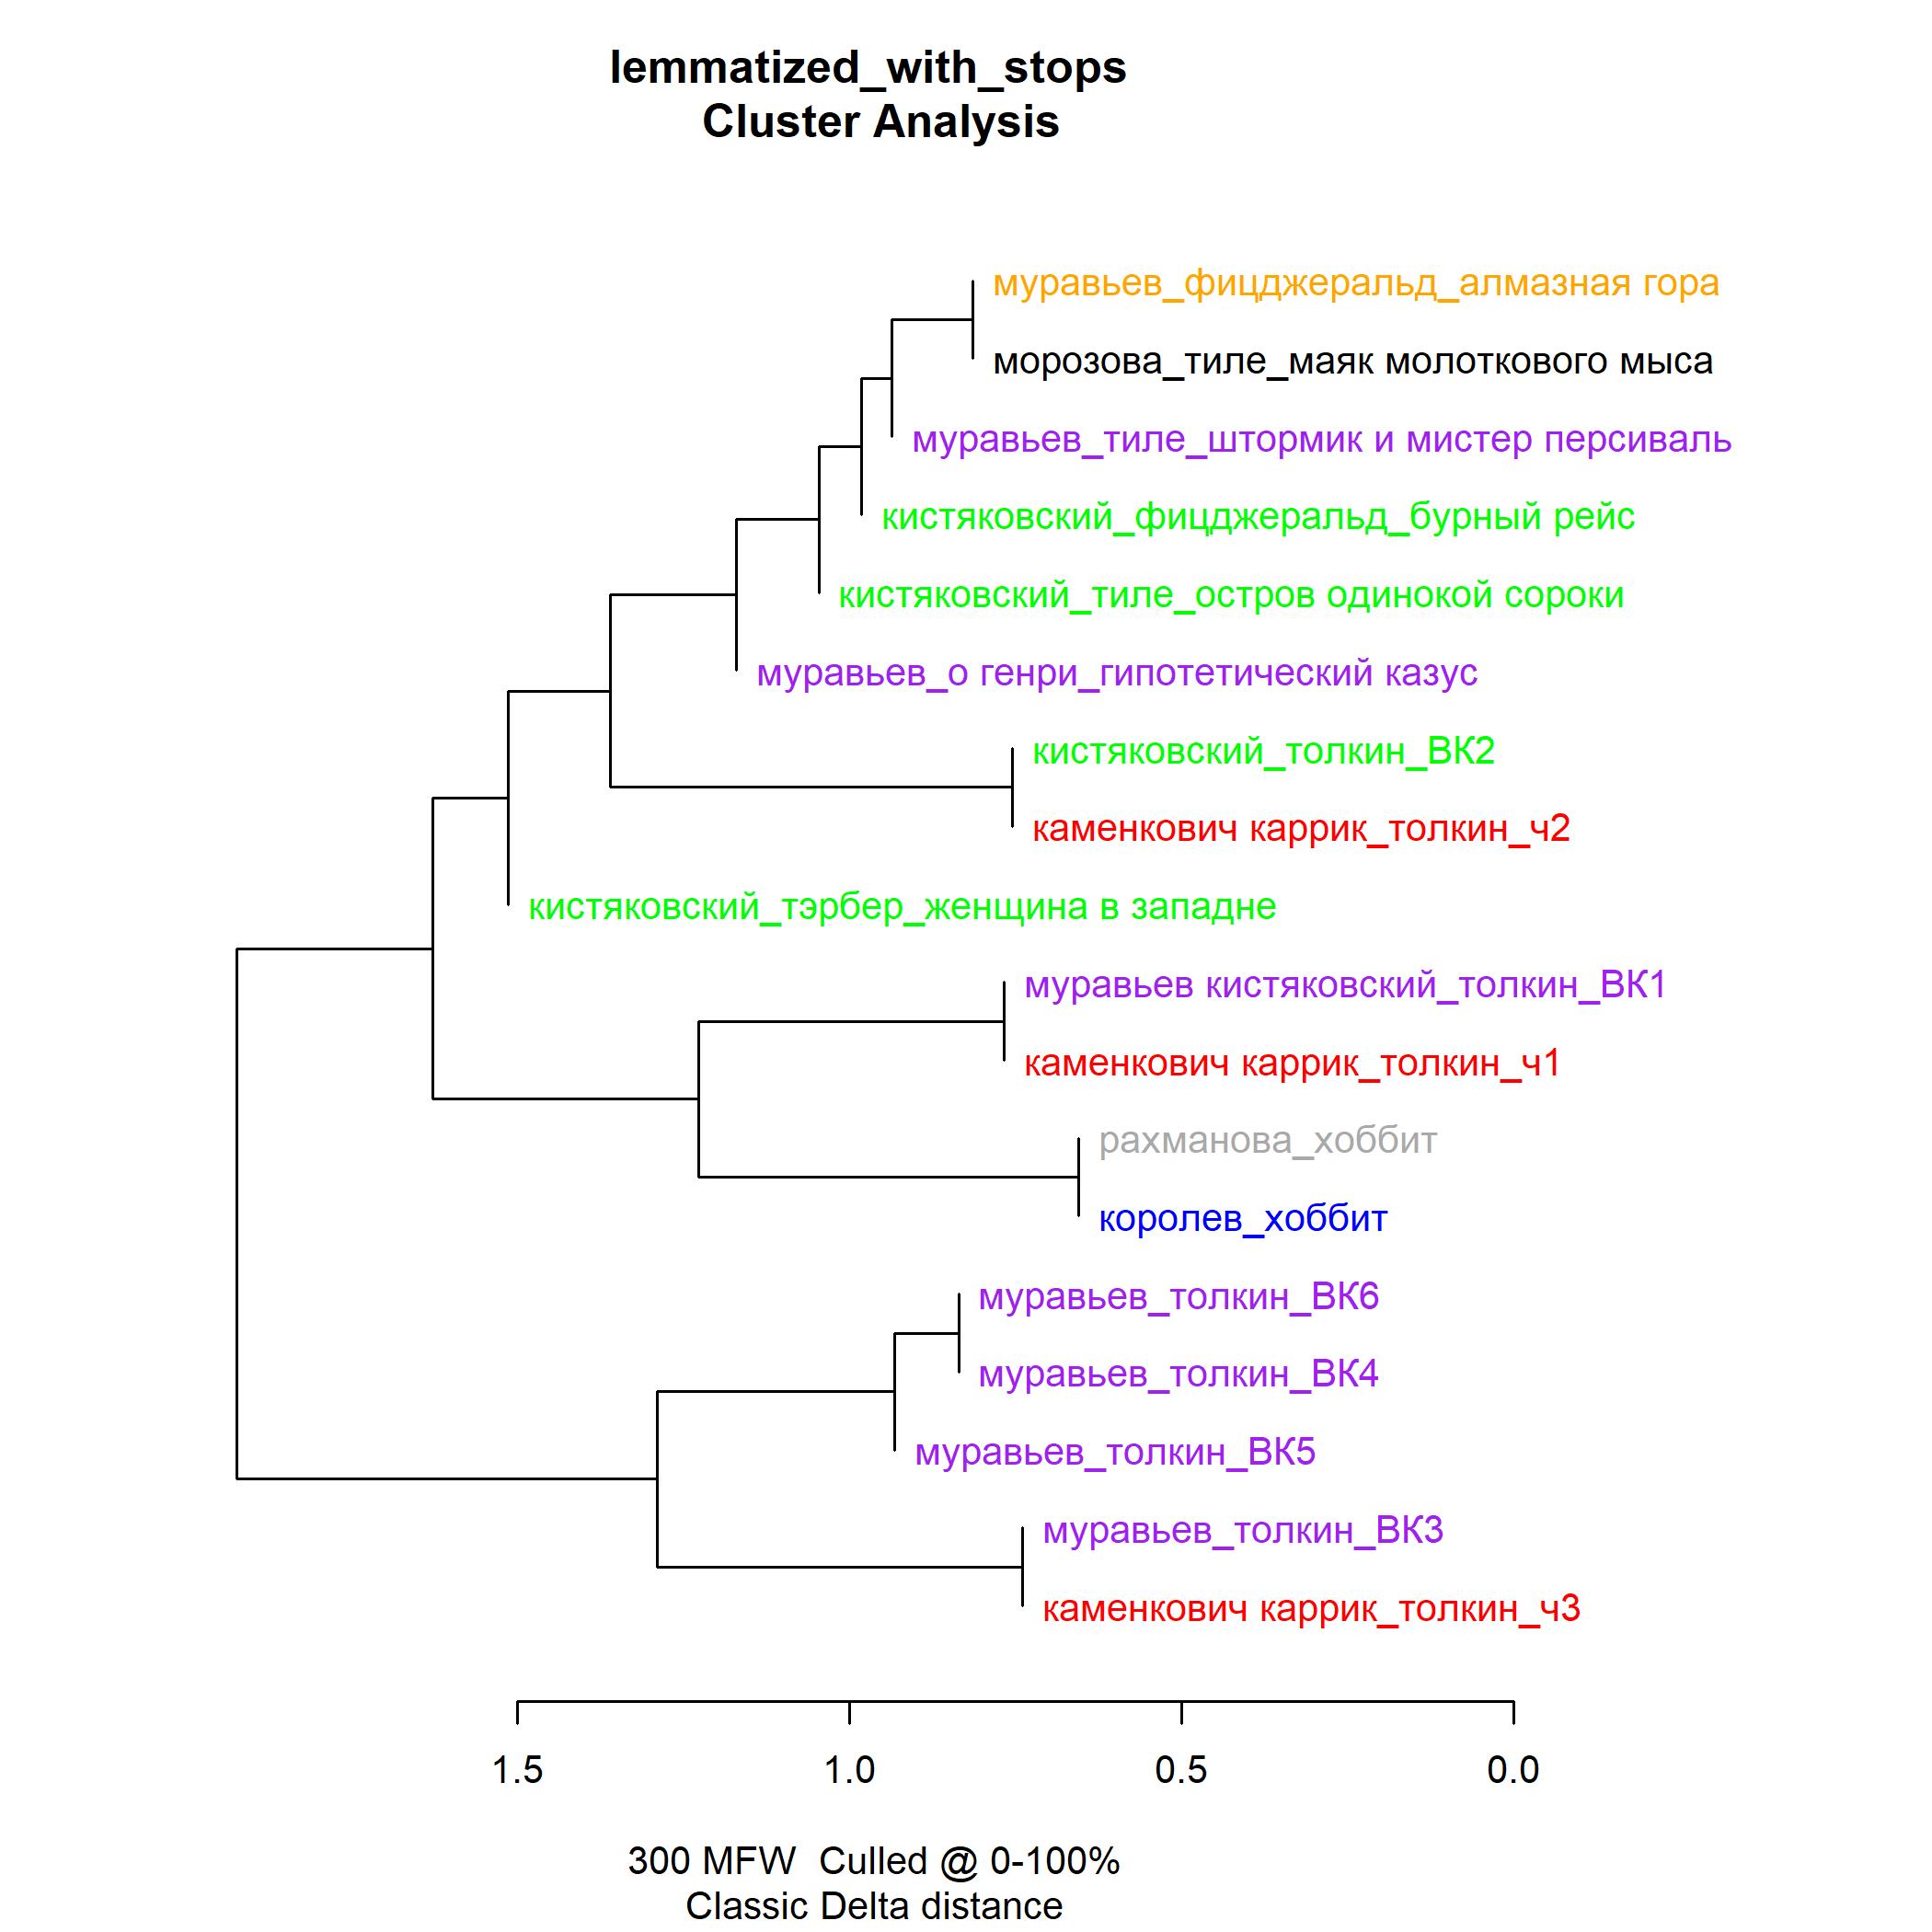 lemmatized_with_stops
Cluster Analysis
муравьев_фицджеральд_алмазная гора
морозова_тиле_маяк молоткового мыса
муравьев_тиле_штормик и мистер персиваль
кистяковский_фицджеральд_бурный рейс
кистяковский_тиле_остров одинокой сороки
муравьев_о генри_гипотетический казус
кистяковский_толкин_ВК2
каменкович каррик_толкин_ч2
кистяковский_тэрбер_женщина в западне
муравьев кистяковский_толкин_ВК1
каменкович каррик_толкин_ч1
рахманова_хоббит
королев_хоббит
муравьев_толкин_ВК6
муравьев_толкин_ВК4
муравьев_толкин_ВК5
муравьев_толкин_ВК3
каменкович каррик_толкин_ч3
1.5 1.0 0.5 0.0
300 MFW  Culled @ 0-100%
Classic Delta distance